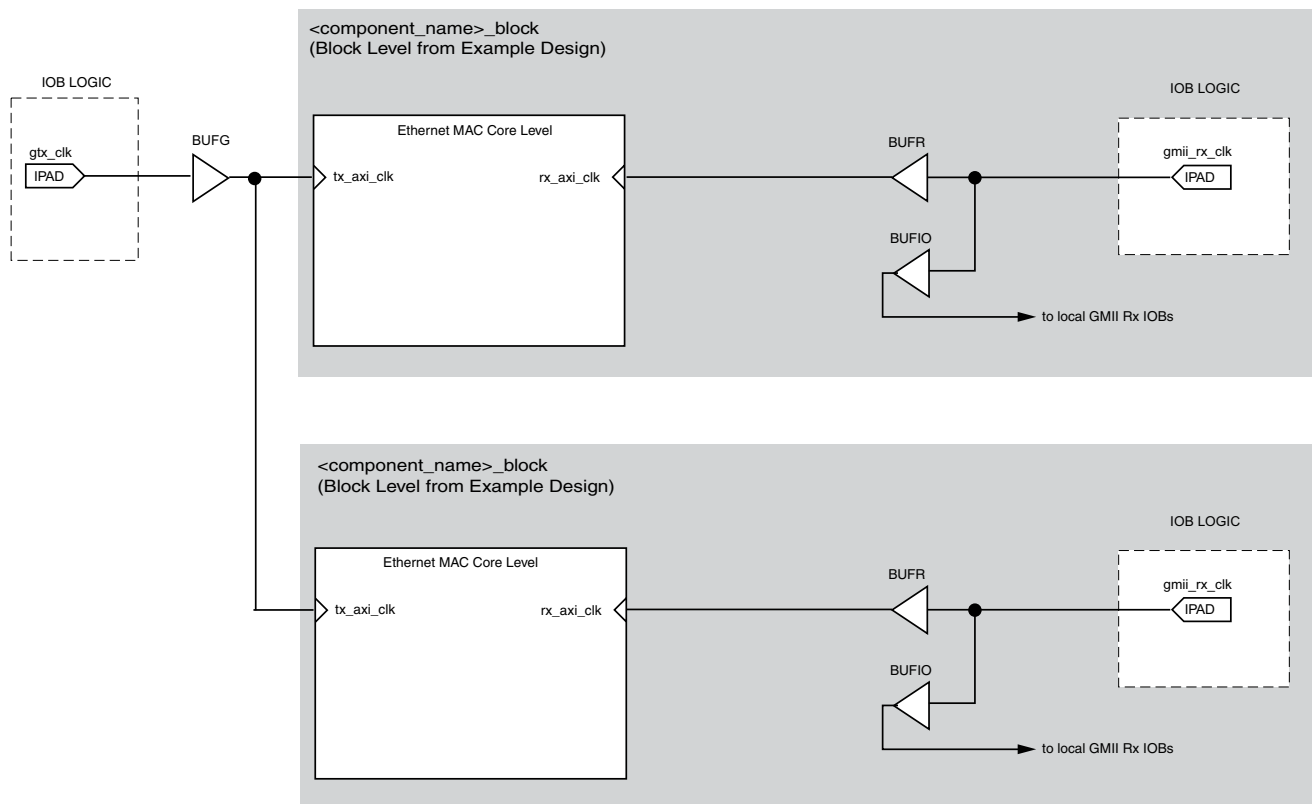 <component_name>_block
(Block Level from Example Design)
IOB LOGIC
gtx_clk
IPAD
BUFG
Ethernet MAC Core Level
tx_axi_clk
rx_axi_clk
BUFR
BUFIO
to local GMII Rx IOBs
IOB LOGIC
gmii_rx_clk
IPAD
<component_name>_block
(Block Level from Example Design)
Ethernet MAC Core Level
tx_axi_clk
rx_axi_clk
BUFR
BUFIO
to local GMII Rx IOBs
IOB LOGIC
gmii_rx_clk
IPAD